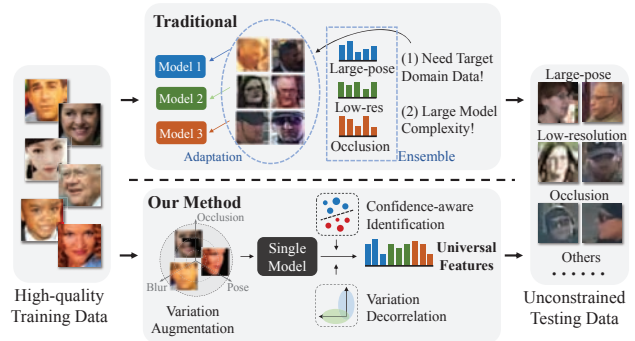 Traditional
Model 1
Model 2
Model 3
Adaptation
Large-pose
Low-res
Occlusion
Ensemble
(1) Need Target
Domain Data!
(2) Large Model
Complexity!
High-quality
Training Data
Our Method
Occlusion
Blur
Pose
Variation
Augmentation
Single
Model
Confidence-aware
Identification
Universal
Features
Variation
Decorrelation
Large-pose
Low-resolution
Occlusion
Others
......
Unconstrained
Testing Data